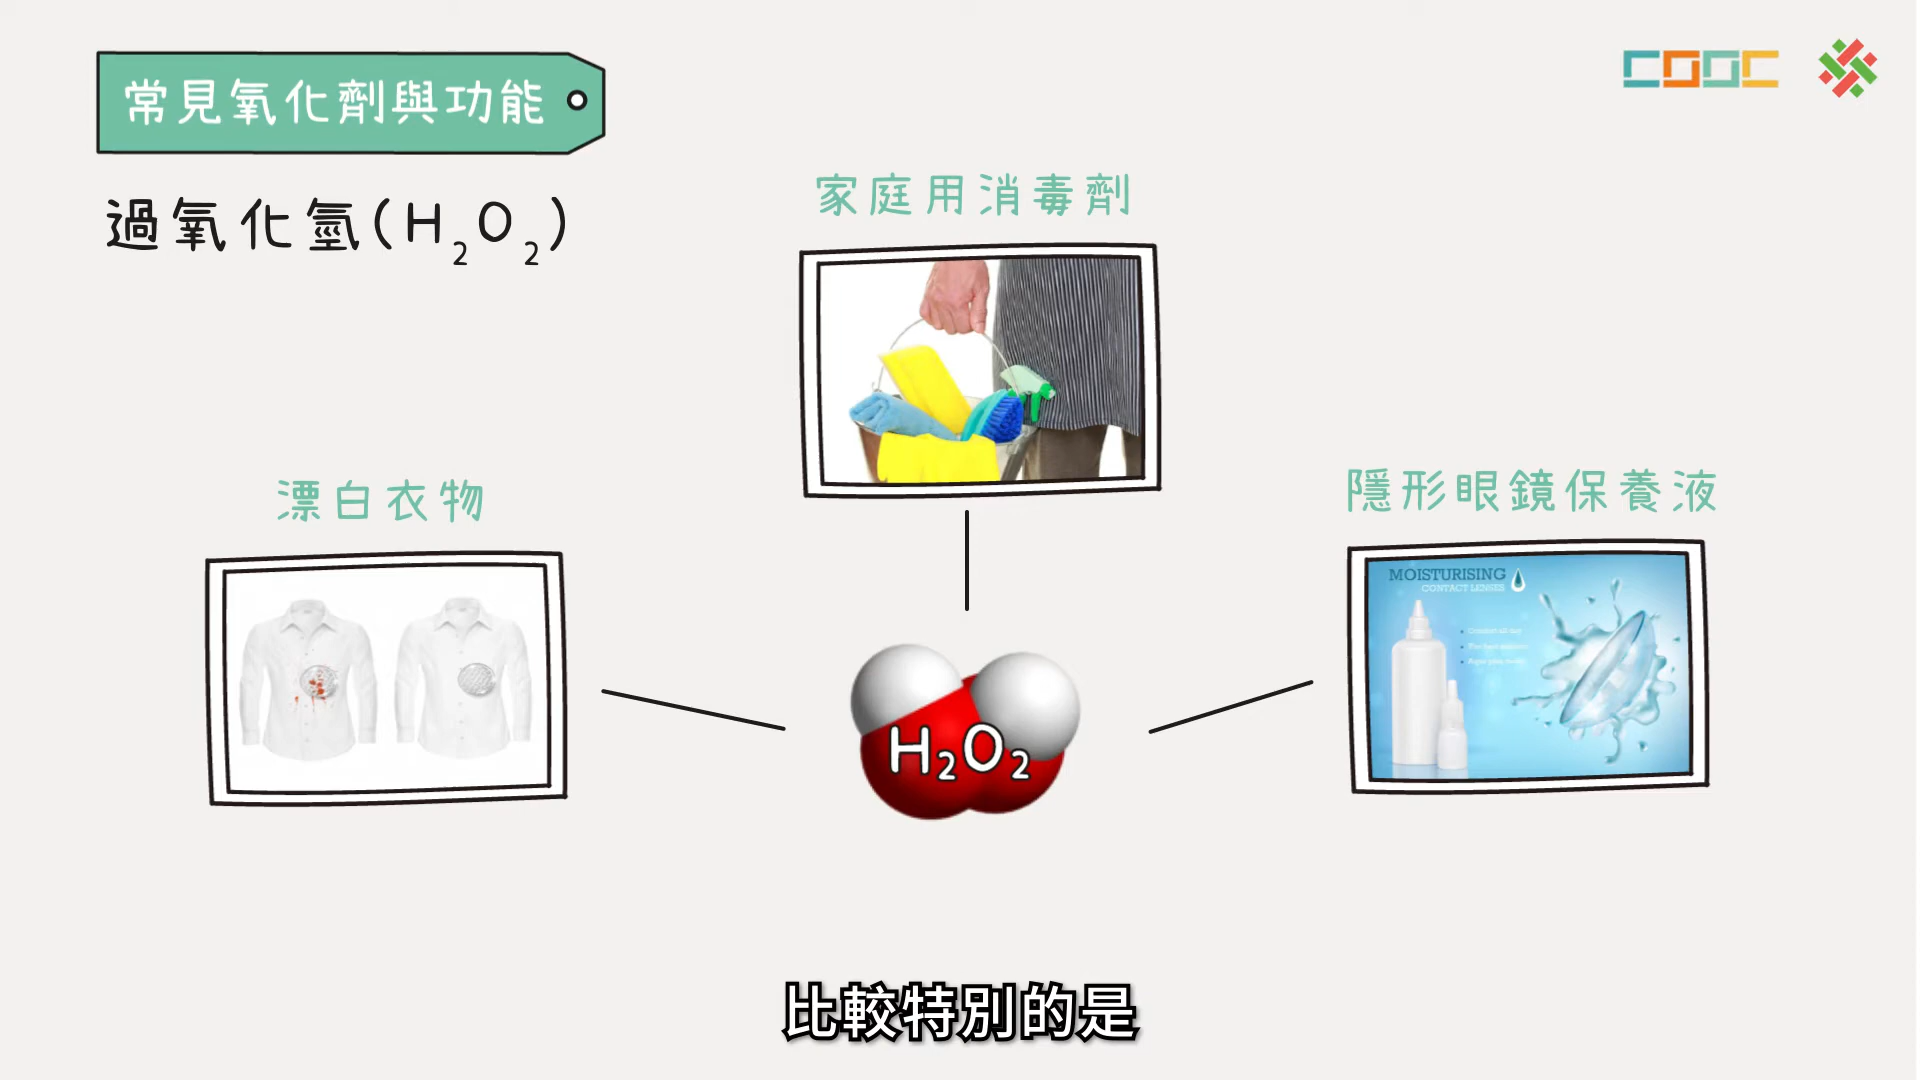 常見氧化劑與功能
COOC
過氧化氫(H₂O₂)
家庭用消毒劑
漂白衣物
隱形眼鏡保養液
MOISTURISING
CONTACT LENSES
H₂O₂
比較特別的是